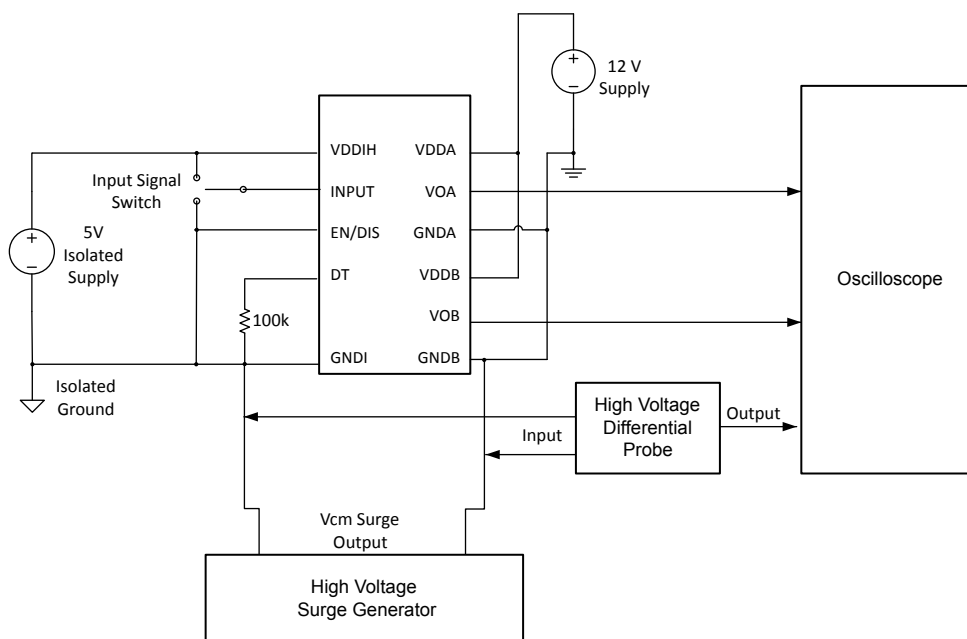 12 V
Supply
VDDIH
VDDA
Input Signal
Switch
INPUT
VOA
5V
Isolated
Supply
EN/DIS
GNDA
DT
VDDB
Oscilloscope
100k
VOB
GNDI
GNDB
Isolated
Ground
High Voltage
Differential
Probe
Input
Output
Vcm Surge
Output
High Voltage
Surge Generator